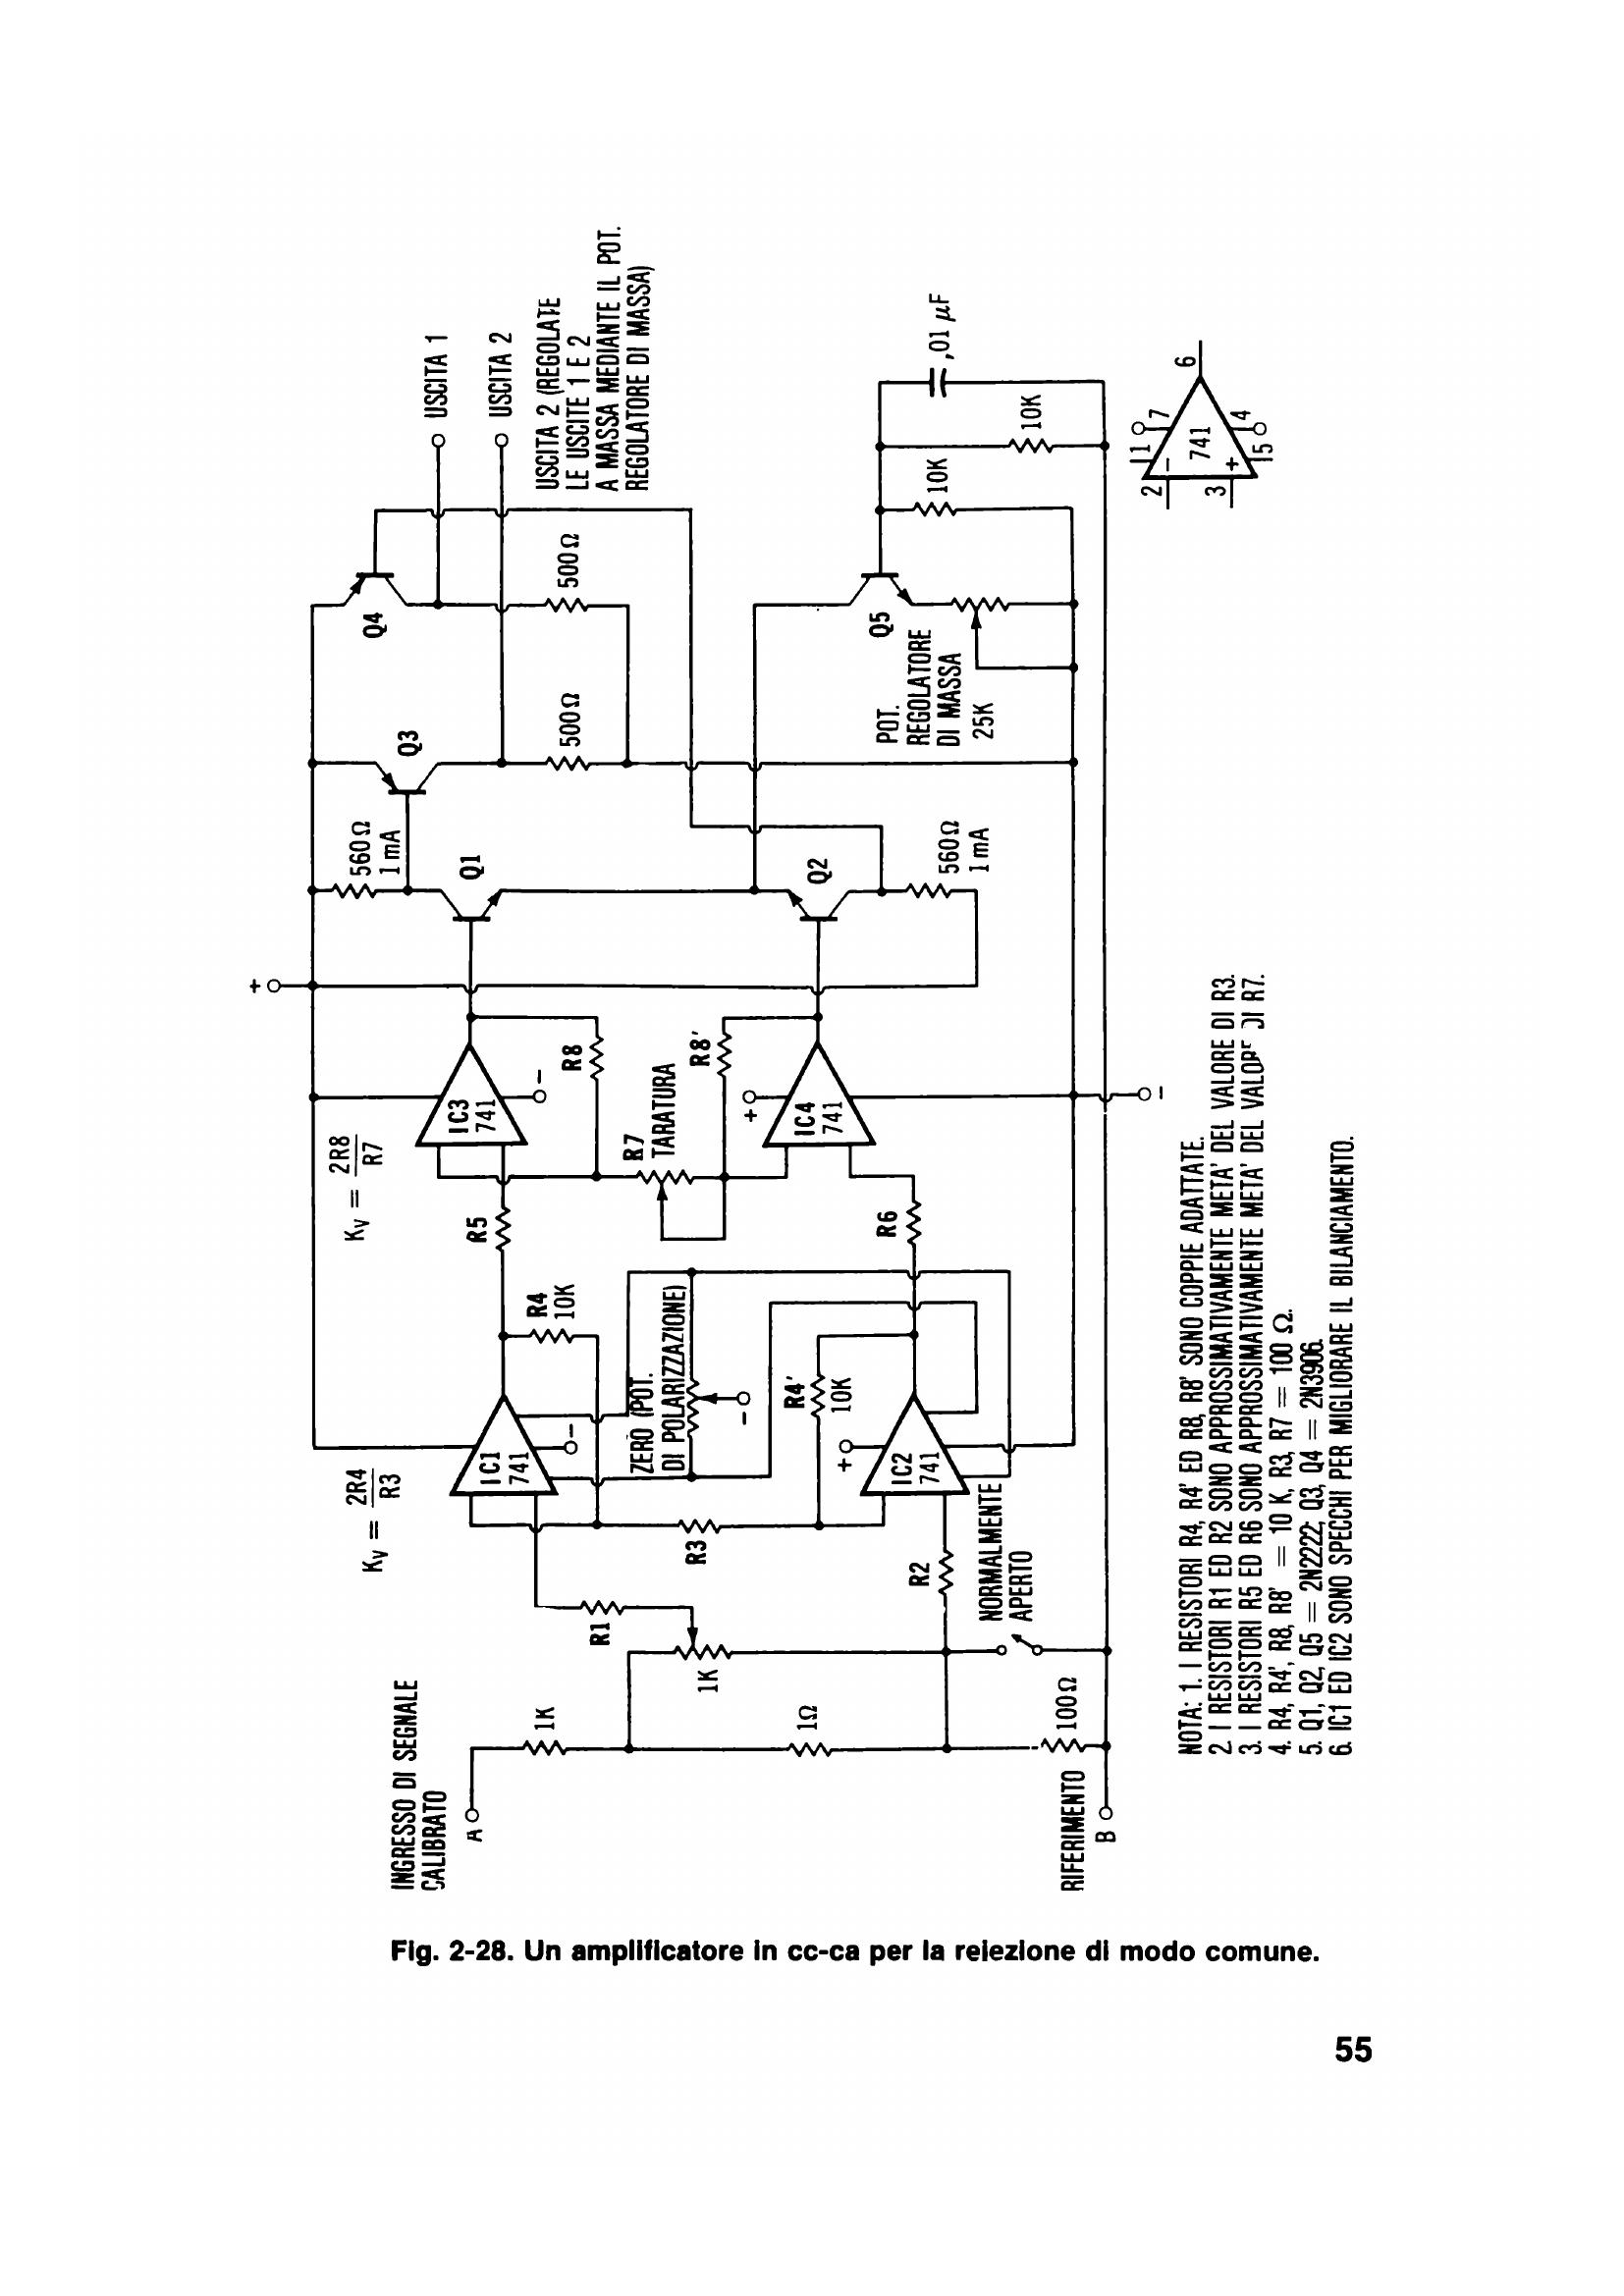 INGRESSO DI SEGNALE
CALIBRATO
A
1K
1K
1Ω
100Ω
RIFERIMENTO
B
R1
R2
NORMALMENTE
APERTO
R3
Kv = 2R4
R3
IC1
741
−
R4
10K
ZERO (POT.
DI POLARIZZAZIONE)
−
R4'
10K
+
IC2
741
R5
R6
Kv = 2R8
R7
IC3
741
−
R8
R7
TARATURA
R8'
+
IC4
741
−
+
560Ω
1 mA
Q1
Q2
560Ω
1 mA
Q3
Q4
500Ω
500Ω
USCITA 1
USCITA 2
USCITA 2 (REGOLATE
LE USCITE 1 E 2
A MASSA MEDIANTE IL POT.
REGOLATORE DI MASSA)
Q5
POT.
REGOLATORE
DI MASSA
25K
10K
10K
,01 μF
2
3
1
7
741
−
+
4
5
6
NOTA: 1. I RESISTORI R4, R4' ED R8, R8' SONO COPPIE ADATTATE.
2. I RESISTORI R1 ED R2 SONO APPROSSIMATIVAMENTE META' DEL VALORE DI R3.
3. I RESISTORI R5 ED R6 SONO APPROSSIMATIVAMENTE META' DEL VALORE DI R7.
4. R4, R4', R8, R8' = 10 K, R3, R7 = 100 Ω.
5. Q1, Q2, Q5 = 2N2222; Q3, Q4 = 2N3906.
6. IC1 ED IC2 SONO SPECCHI PER MIGLIORARE IL BILANCIAMENTO.
Fig. 2-28. Un amplificatore in cc-ca per la reiezione di modo comune.
55